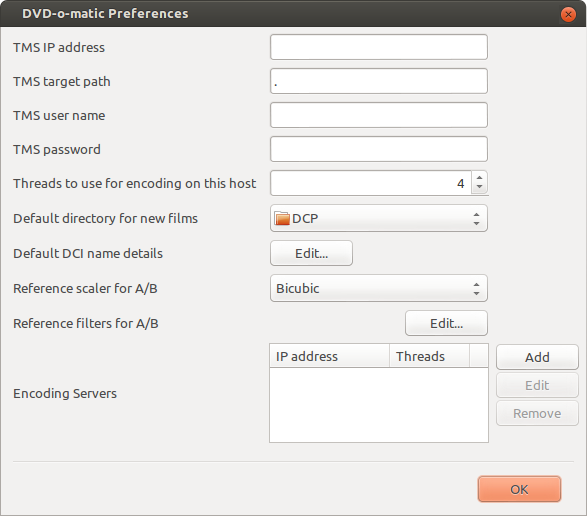 DVD-o-matic Preferences
TMS IP address
TMS target path .
TMS user name
TMS password
Threads to use for encoding on this host 4
Default directory for new films DCP
Default DCI name details Edit...
Reference scaler for A/B Bicubic
Reference filters for A/B Edit...
IP address Threads Add
Encoding Servers Edit
Remove
OK